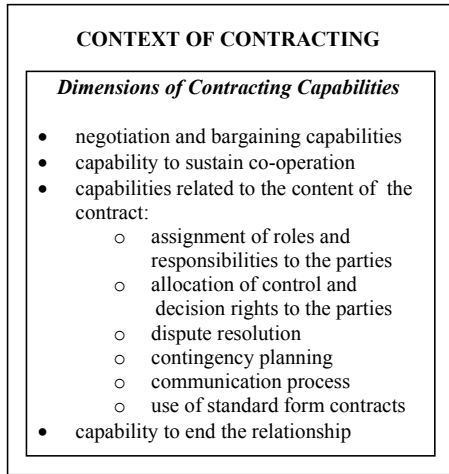 CONTEXT OF CONTRACTING
Dimensions of Contracting Capabilities
• negotiation and bargaining capabilities
• capability to sustain co-operation
• capabilities related to the content of the
contract:
o assignment of roles and
responsibilities to the parties
o allocation of control and
decision rights to the parties
o dispute resolution
o contingency planning
o communication process
o use of standard form contracts
• capability to end the relationship